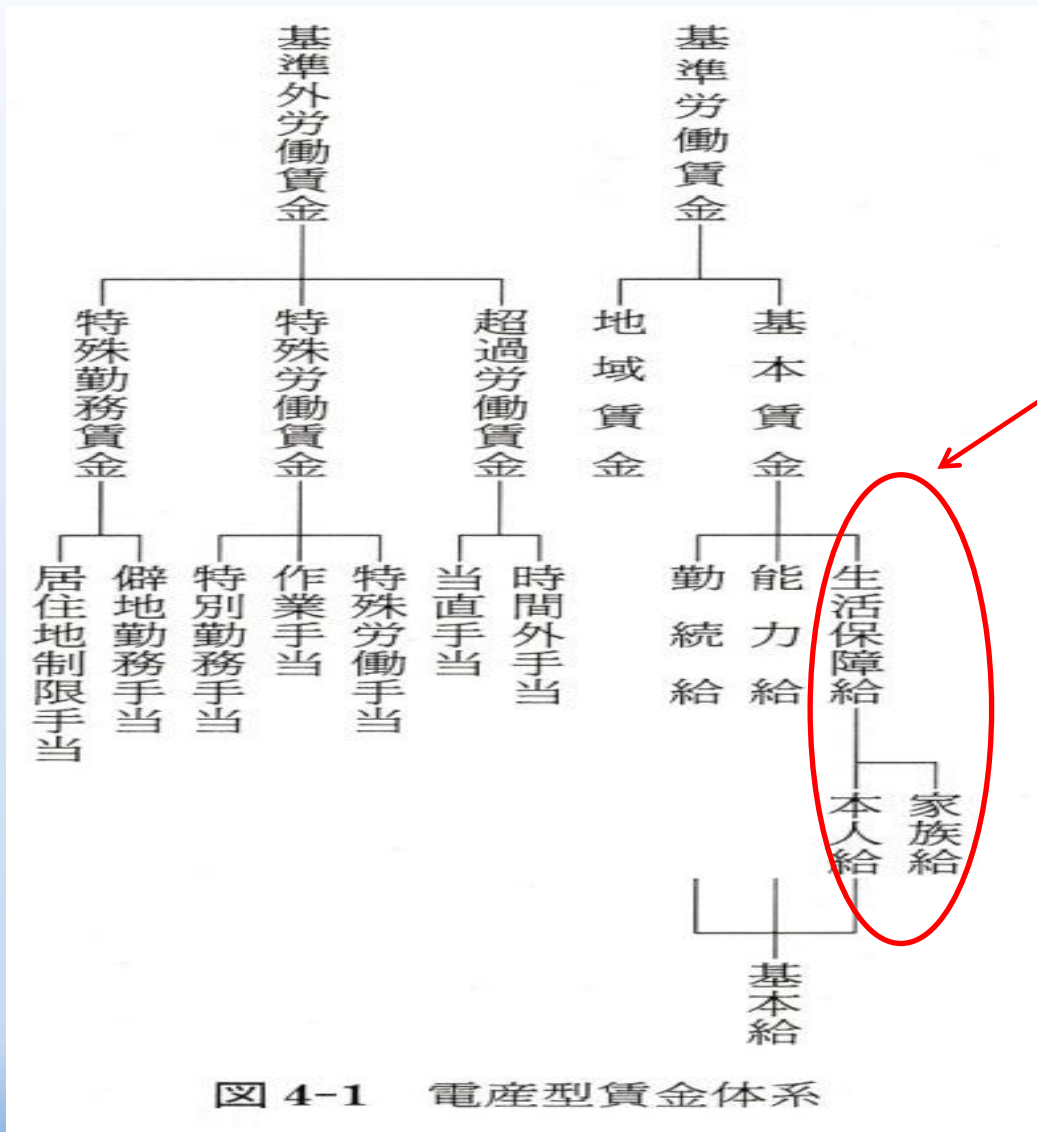 基準労働賃金
基準外労働賃金
基本賃金
地域賃金
超過労働賃金
特殊労働賃金
特殊勤務賃金
生活保障給
能力給
勤続給
時間外手当
当直手当
特殊労働手当
作業手当
特別勤務手当
僻地勤務手当
居住地制限手当
家族給
本人給
基本給
図 4-1 電産型賃金体系